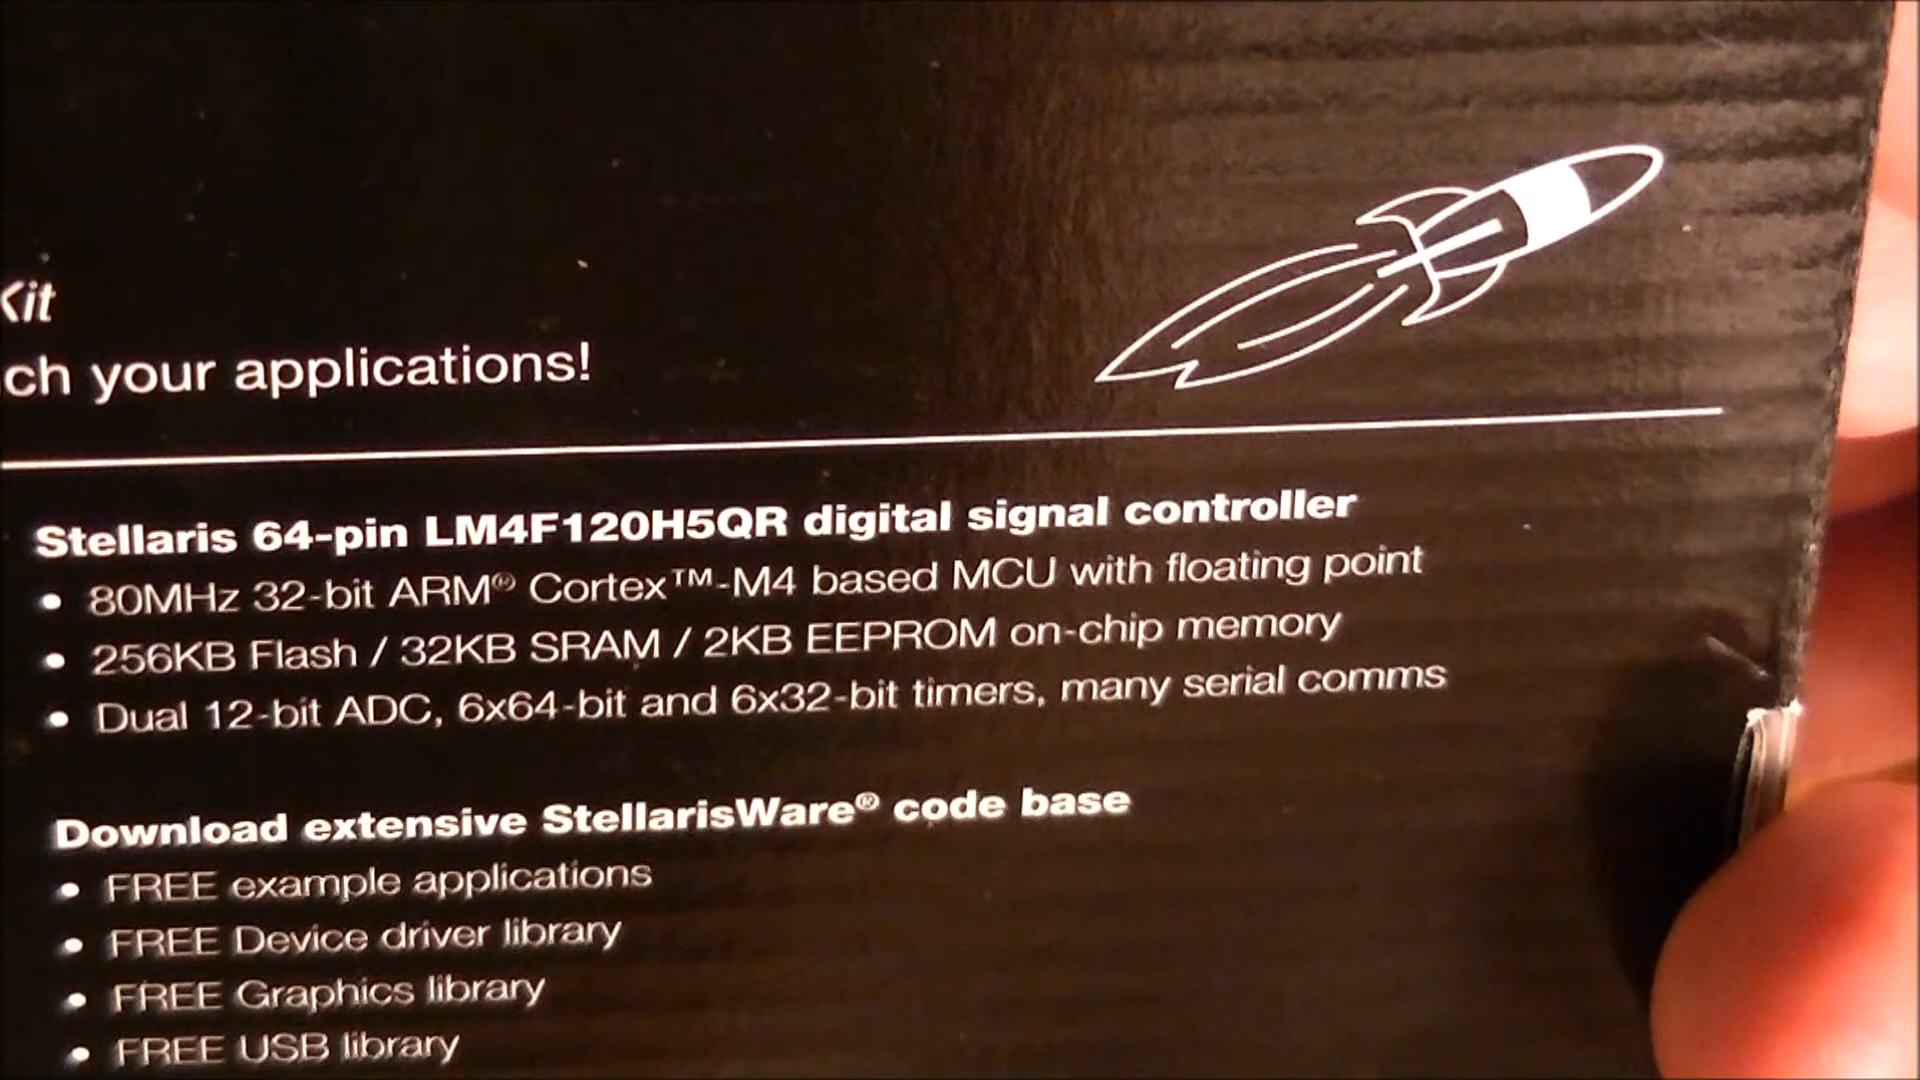 Kit
ch your applications!
Stellaris 64-pin LM4F120H5QR digital signal controller
• 80MHz 32-bit ARM® Cortex™-M4 based MCU with floating point
• 256KB Flash / 32KB SRAM / 2KB EEPROM on-chip memory
• Dual 12-bit ADC, 6x64-bit and 6x32-bit timers, many serial comms
Download extensive StellarisWare® code base
• FREE example applications
• FREE Device driver library
• FREE Graphics library
• FREE USB library